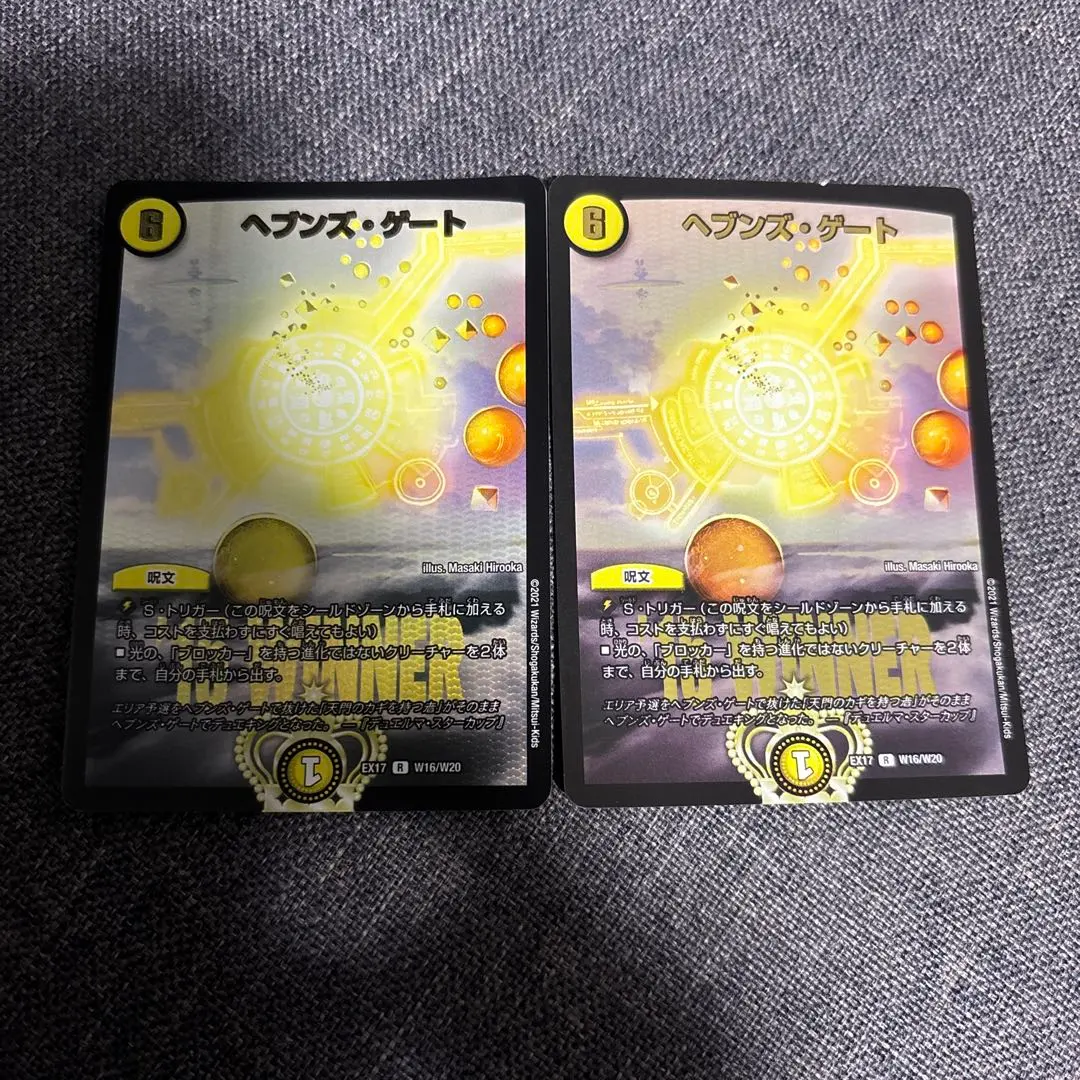 6
ヘブンズ・ゲート
illus. Masaki Hirooka
呪文
S・トリガー(この呪文をシールドゾーンから手札に加える
時、コストを支払わずにすぐ唱えてもよい)
■光の、「ブロッカー」を持つ進化ではないクリーチャーを2体
まで、自分の手札から出す。
WINNER
エリア予選をヘブンズ・ゲートで抜けた「天門のカギを持つ者」がそのまま
ヘブンズ・ゲートでデュエキングとなった。 ——「デュエルマ・スターカップ」
1
EX17 R W16/W20
©2021 Wizards/Shogakukan/Mitsui-Kids
6
ヘブンズ・ゲート
illus. Masaki Hirooka
呪文
S・トリガー(この呪文をシールドゾーンから手札に加える
時、コストを支払わずにすぐ唱えてもよい)
■光の、「ブロッカー」を持つ進化ではないクリーチャーを2体
まで、自分の手札から出す。
WINNER
エリア予選をヘブンズ・ゲートで抜けた「天門のカギを持つ者」がそのまま
ヘブンズ・ゲートでデュエキングとなった。 ——「デュエルマ・スターカップ」
1
EX17 R W16/W20
©2021 Wizards/Shogakukan/Mitsui-Kids